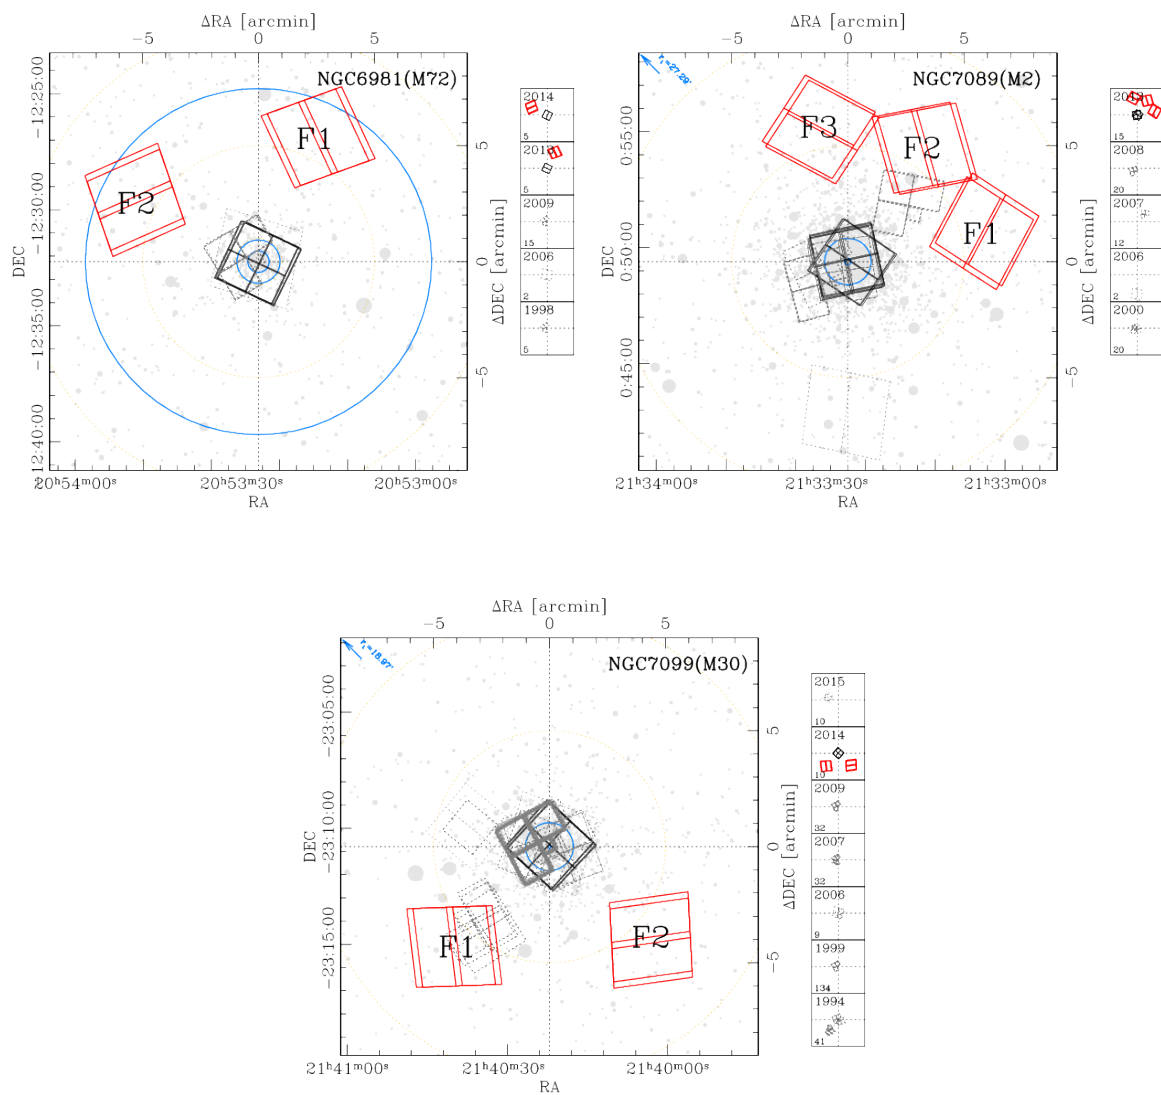 ΔRA [arcmin]
−5 0 5
NGC6981(M72)
F1
F2
DEC
−12:25:00
−12:30:00
−12:35:00
−12:40:00
5
0
−5
ΔDEC [arcmin]
20ʰ54ᵐ00ˢ 20ʰ53ᵐ30ˢ 20ʰ53ᵐ00ˢ
RA
2014
5
5
2009
15
2006
2
1998
5
ΔRA [arcmin]
−5 0 5
rₜ=27.29'
NGC7089(M2)
F3
F2
F1
DEC
0:55:00
0:50:00
0:45:00
5
0
−5
ΔDEC [arcmin]
21ʰ34ᵐ00ˢ 21ʰ33ᵐ30ˢ 21ʰ33ᵐ00ˢ
RA
15
2008
20
2007
12
2006
2
2000
20
ΔRA [arcmin]
−5 0 5
rₜ=18.97'
NGC7099(M30)
F1
F2
DEC
−23:05:00
−23:10:00
−23:15:00
5
0
−5
ΔDEC [arcmin]
21ʰ41ᵐ00ˢ 21ʰ40ᵐ30ˢ 21ʰ40ᵐ00ˢ
RA
2015
10
2014
10
2009
32
2007
32
2006
9
1999
134
1994
41